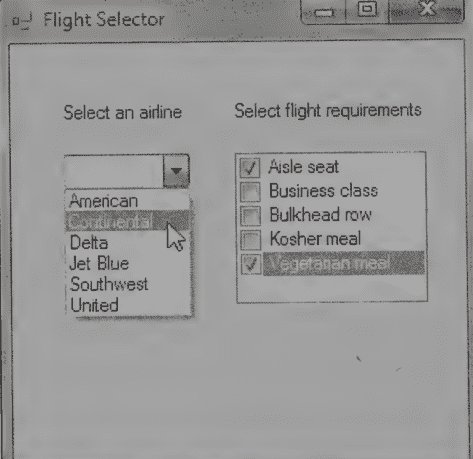 Flight Selector
Select an airline
Select flight requirements
American
Continental
Delta
Jet Blue
Southwest
United
Aisle seat
Business class
Bulkhead row
Kosher meal
Vegetarian meal